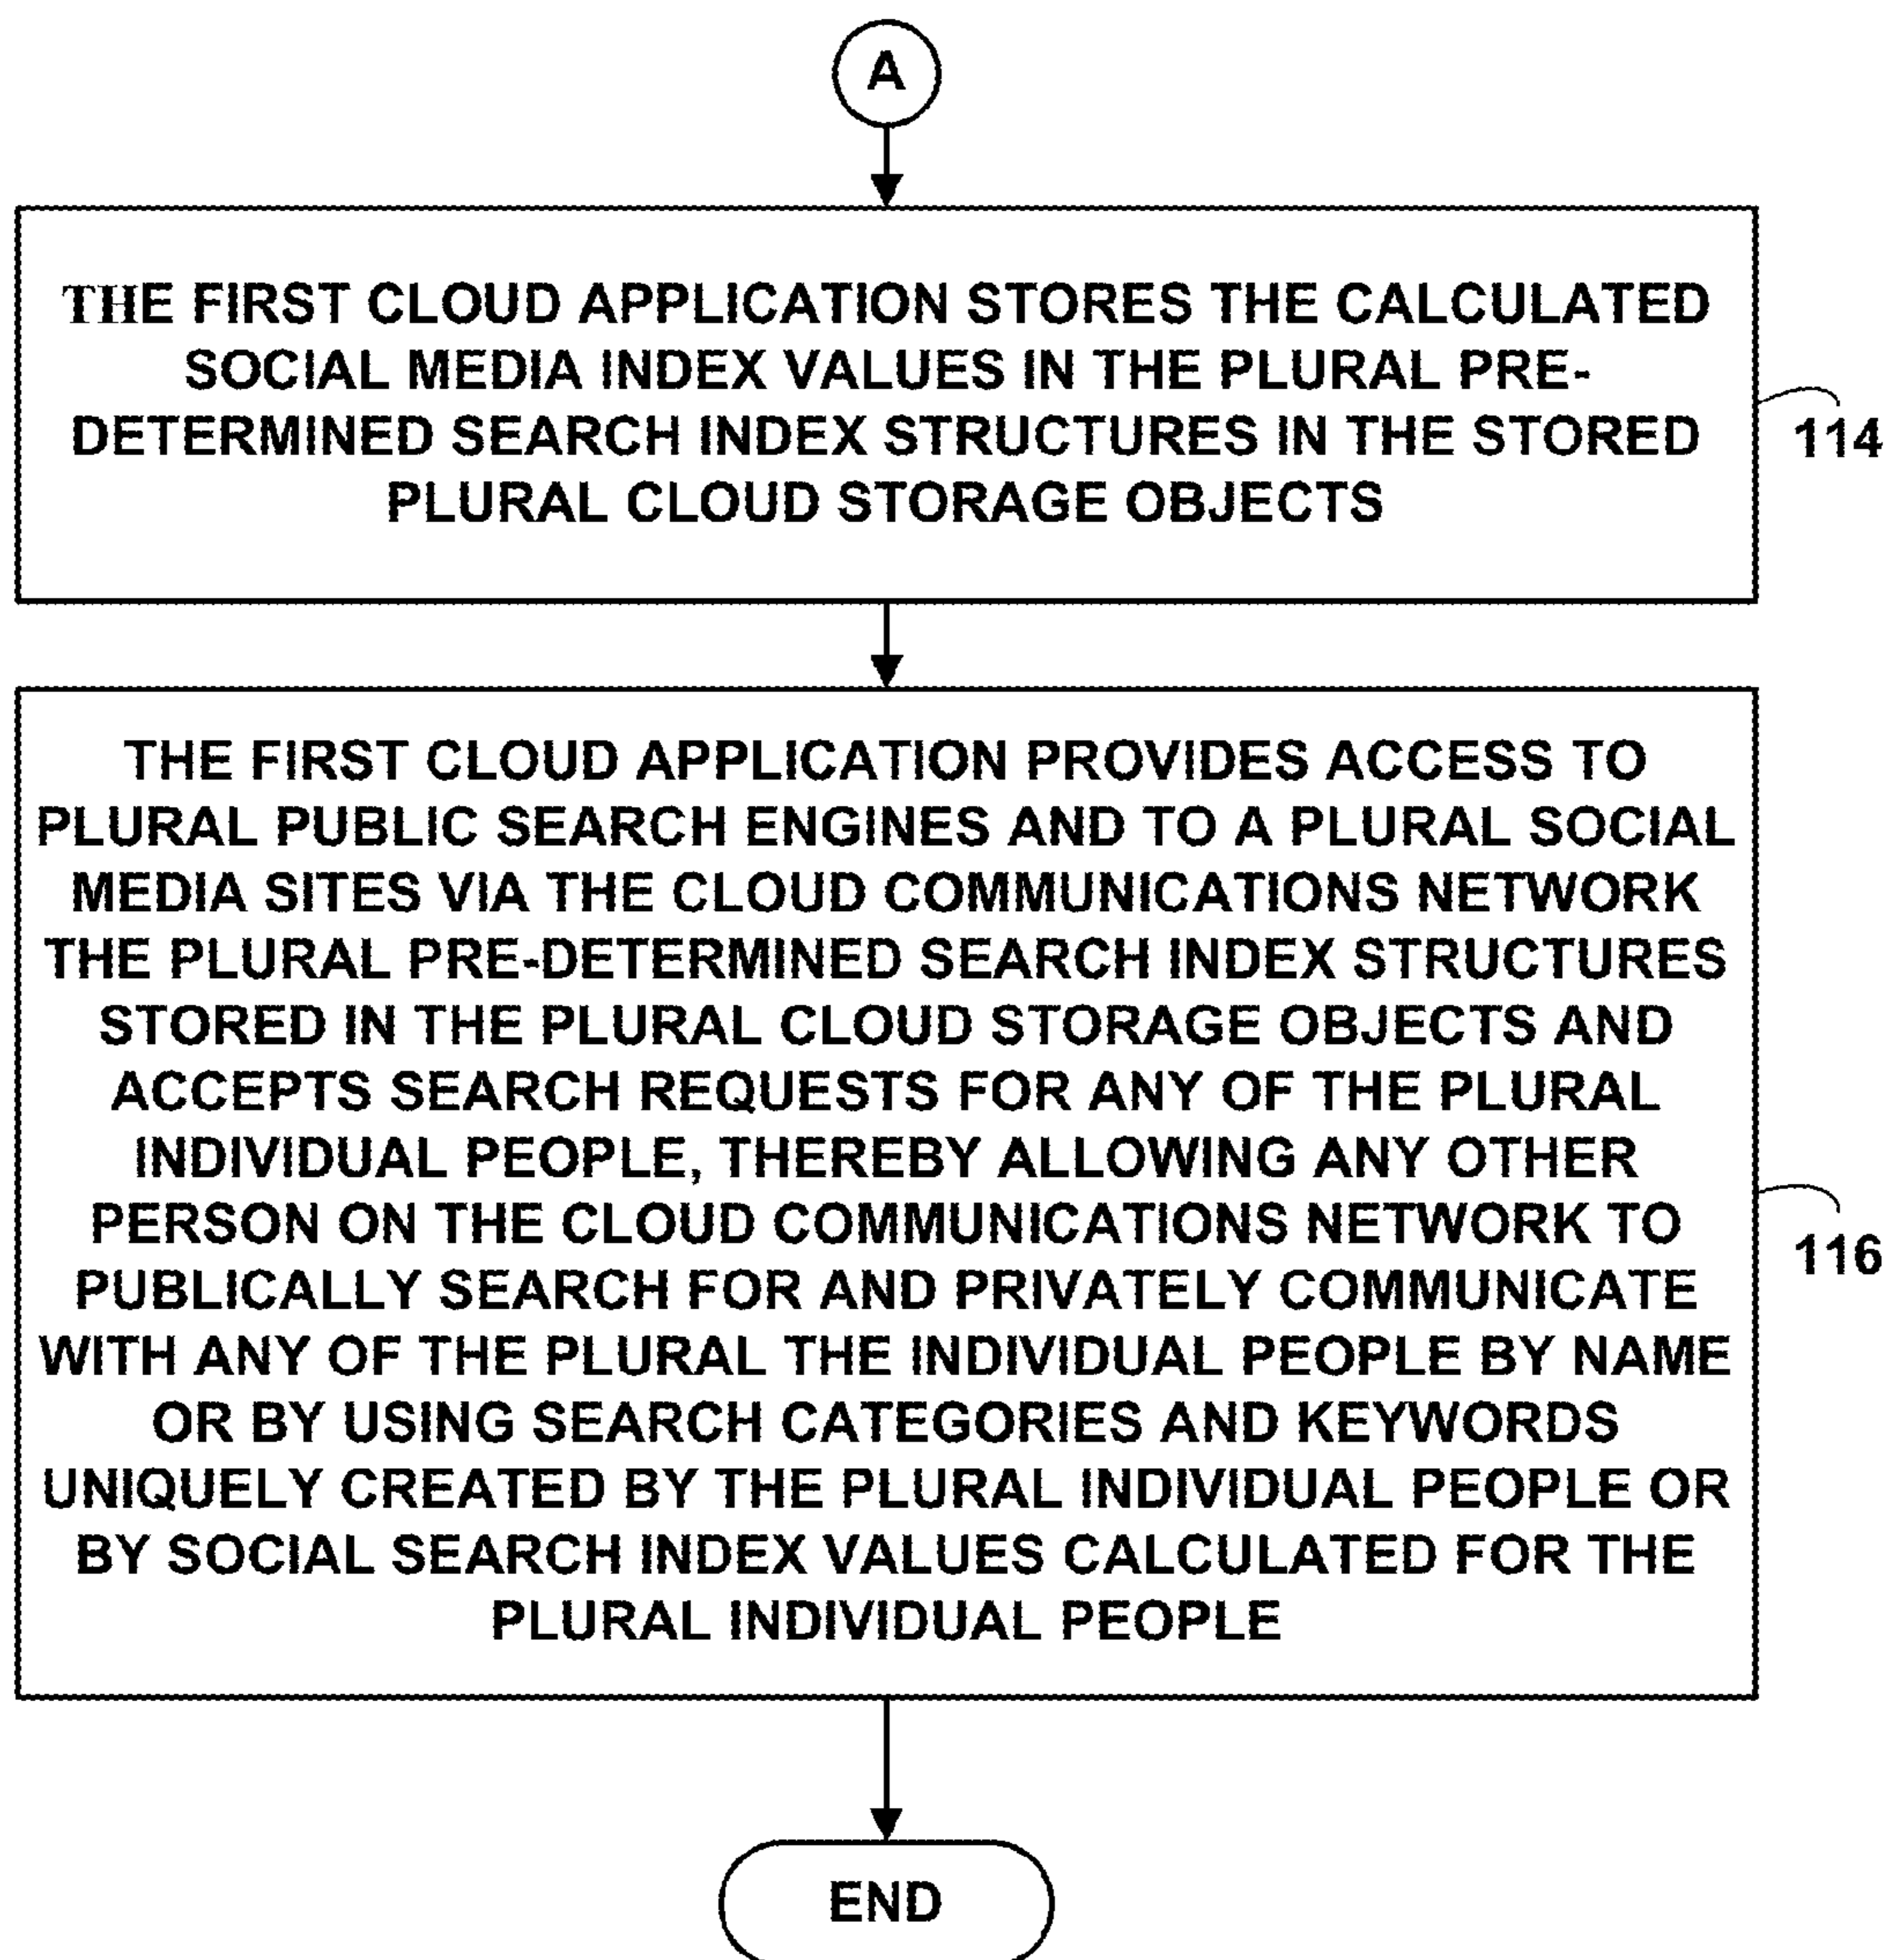 A
THE FIRST CLOUD APPLICATION STORES THE CALCULATED
SOCIAL MEDIA INDEX VALUES IN THE PLURAL PRE-
DETERMINED SEARCH INDEX STRUCTURES IN THE STORED
PLURAL CLOUD STORAGE OBJECTS
114
THE FIRST CLOUD APPLICATION PROVIDES ACCESS TO
PLURAL PUBLIC SEARCH ENGINES AND TO A PLURAL SOCIAL
MEDIA SITES VIA THE CLOUD COMMUNICATIONS NETWORK
THE PLURAL PRE-DETERMINED SEARCH INDEX STRUCTURES
STORED IN THE PLURAL CLOUD STORAGE OBJECTS AND
ACCEPTS SEARCH REQUESTS FOR ANY OF THE PLURAL
INDIVIDUAL PEOPLE, THEREBY ALLOWING ANY OTHER
PERSON ON THE CLOUD COMMUNICATIONS NETWORK TO
PUBLICALLY SEARCH FOR AND PRIVATELY COMMUNICATE
WITH ANY OF THE PLURAL THE INDIVIDUAL PEOPLE BY NAME
OR BY USING SEARCH CATEGORIES AND KEYWORDS
UNIQUELY CREATED BY THE PLURAL INDIVIDUAL PEOPLE OR
BY SOCIAL SEARCH INDEX VALUES CALCULATED FOR THE
PLURAL INDIVIDUAL PEOPLE
116
END